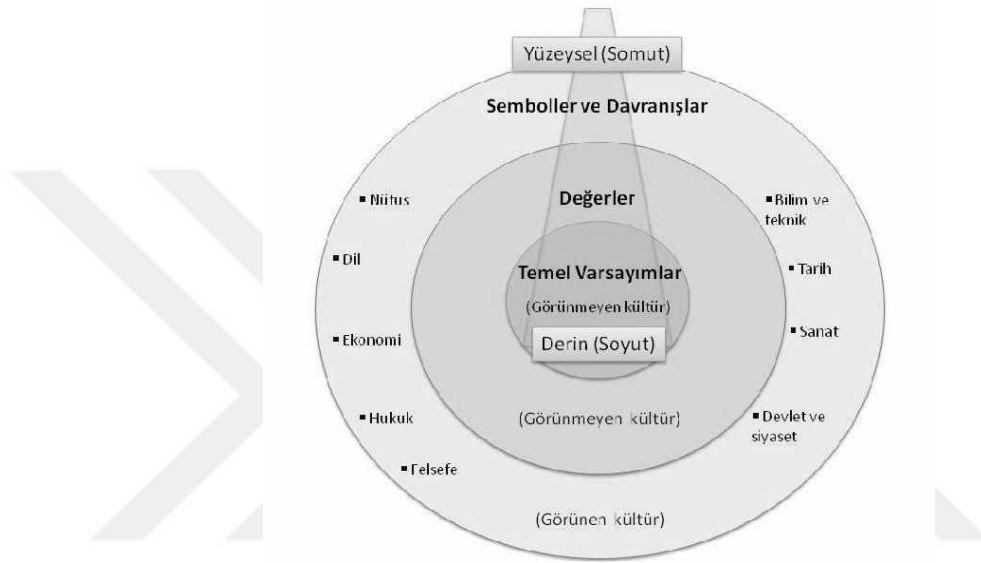 Yüzeysel (Somut)
Semboller ve Davranışlar
Değerler
Temel Varsayımlar
(Görünmeyen kültür)
Derin (Soyut)
(Görünmeyen kültür)
(Görünen kültür)
▪ Nütus
▪ Dil
▪ Ekonomi
▪ Hukuk
▪ Felsefe
▪ Bilim ve
teknik
▪ Tarih
▪ Sanat
▪ Devlet ve
siyaset